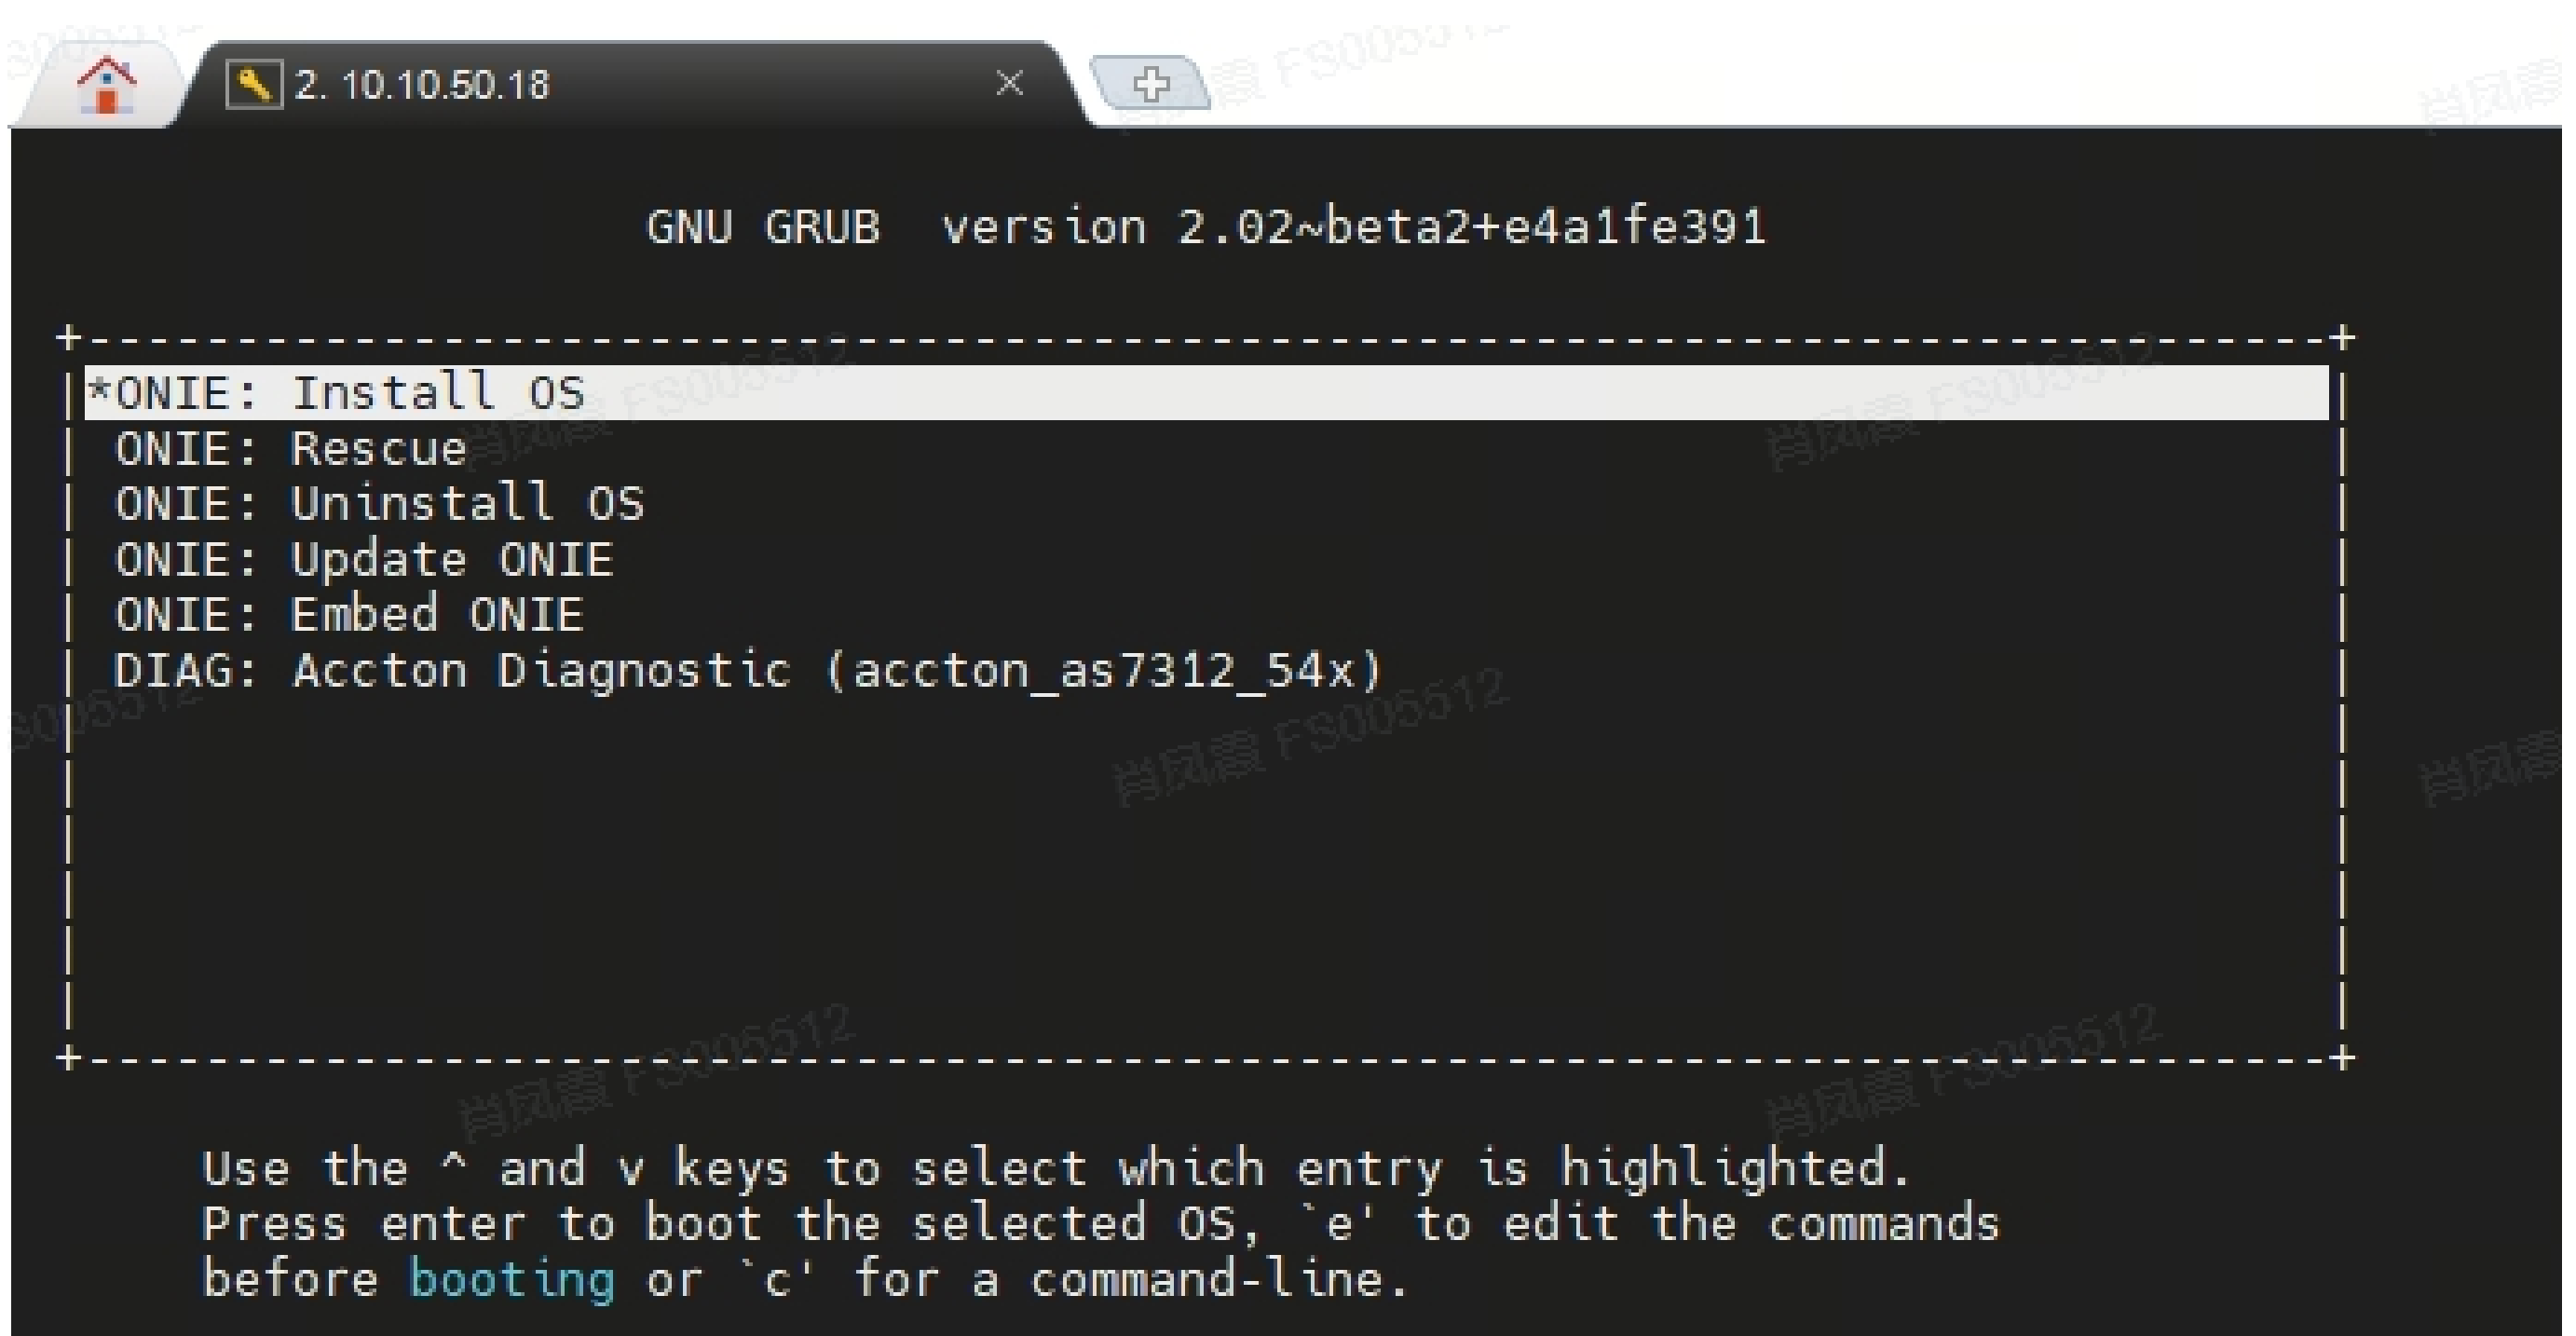 2. 10.10.50.18
GNU GRUB  version 2.02~beta2+e4a1fe391
*ONIE: Install OS
ONIE: Rescue
ONIE: Uninstall OS
ONIE: Update ONIE
ONIE: Embed ONIE
DIAG: Accton Diagnostic (accton_as7312_54x)
Use the ^ and v keys to select which entry is highlighted.
Press enter to boot the selected OS, `e' to edit the commands
before booting or `c' for a command-line.